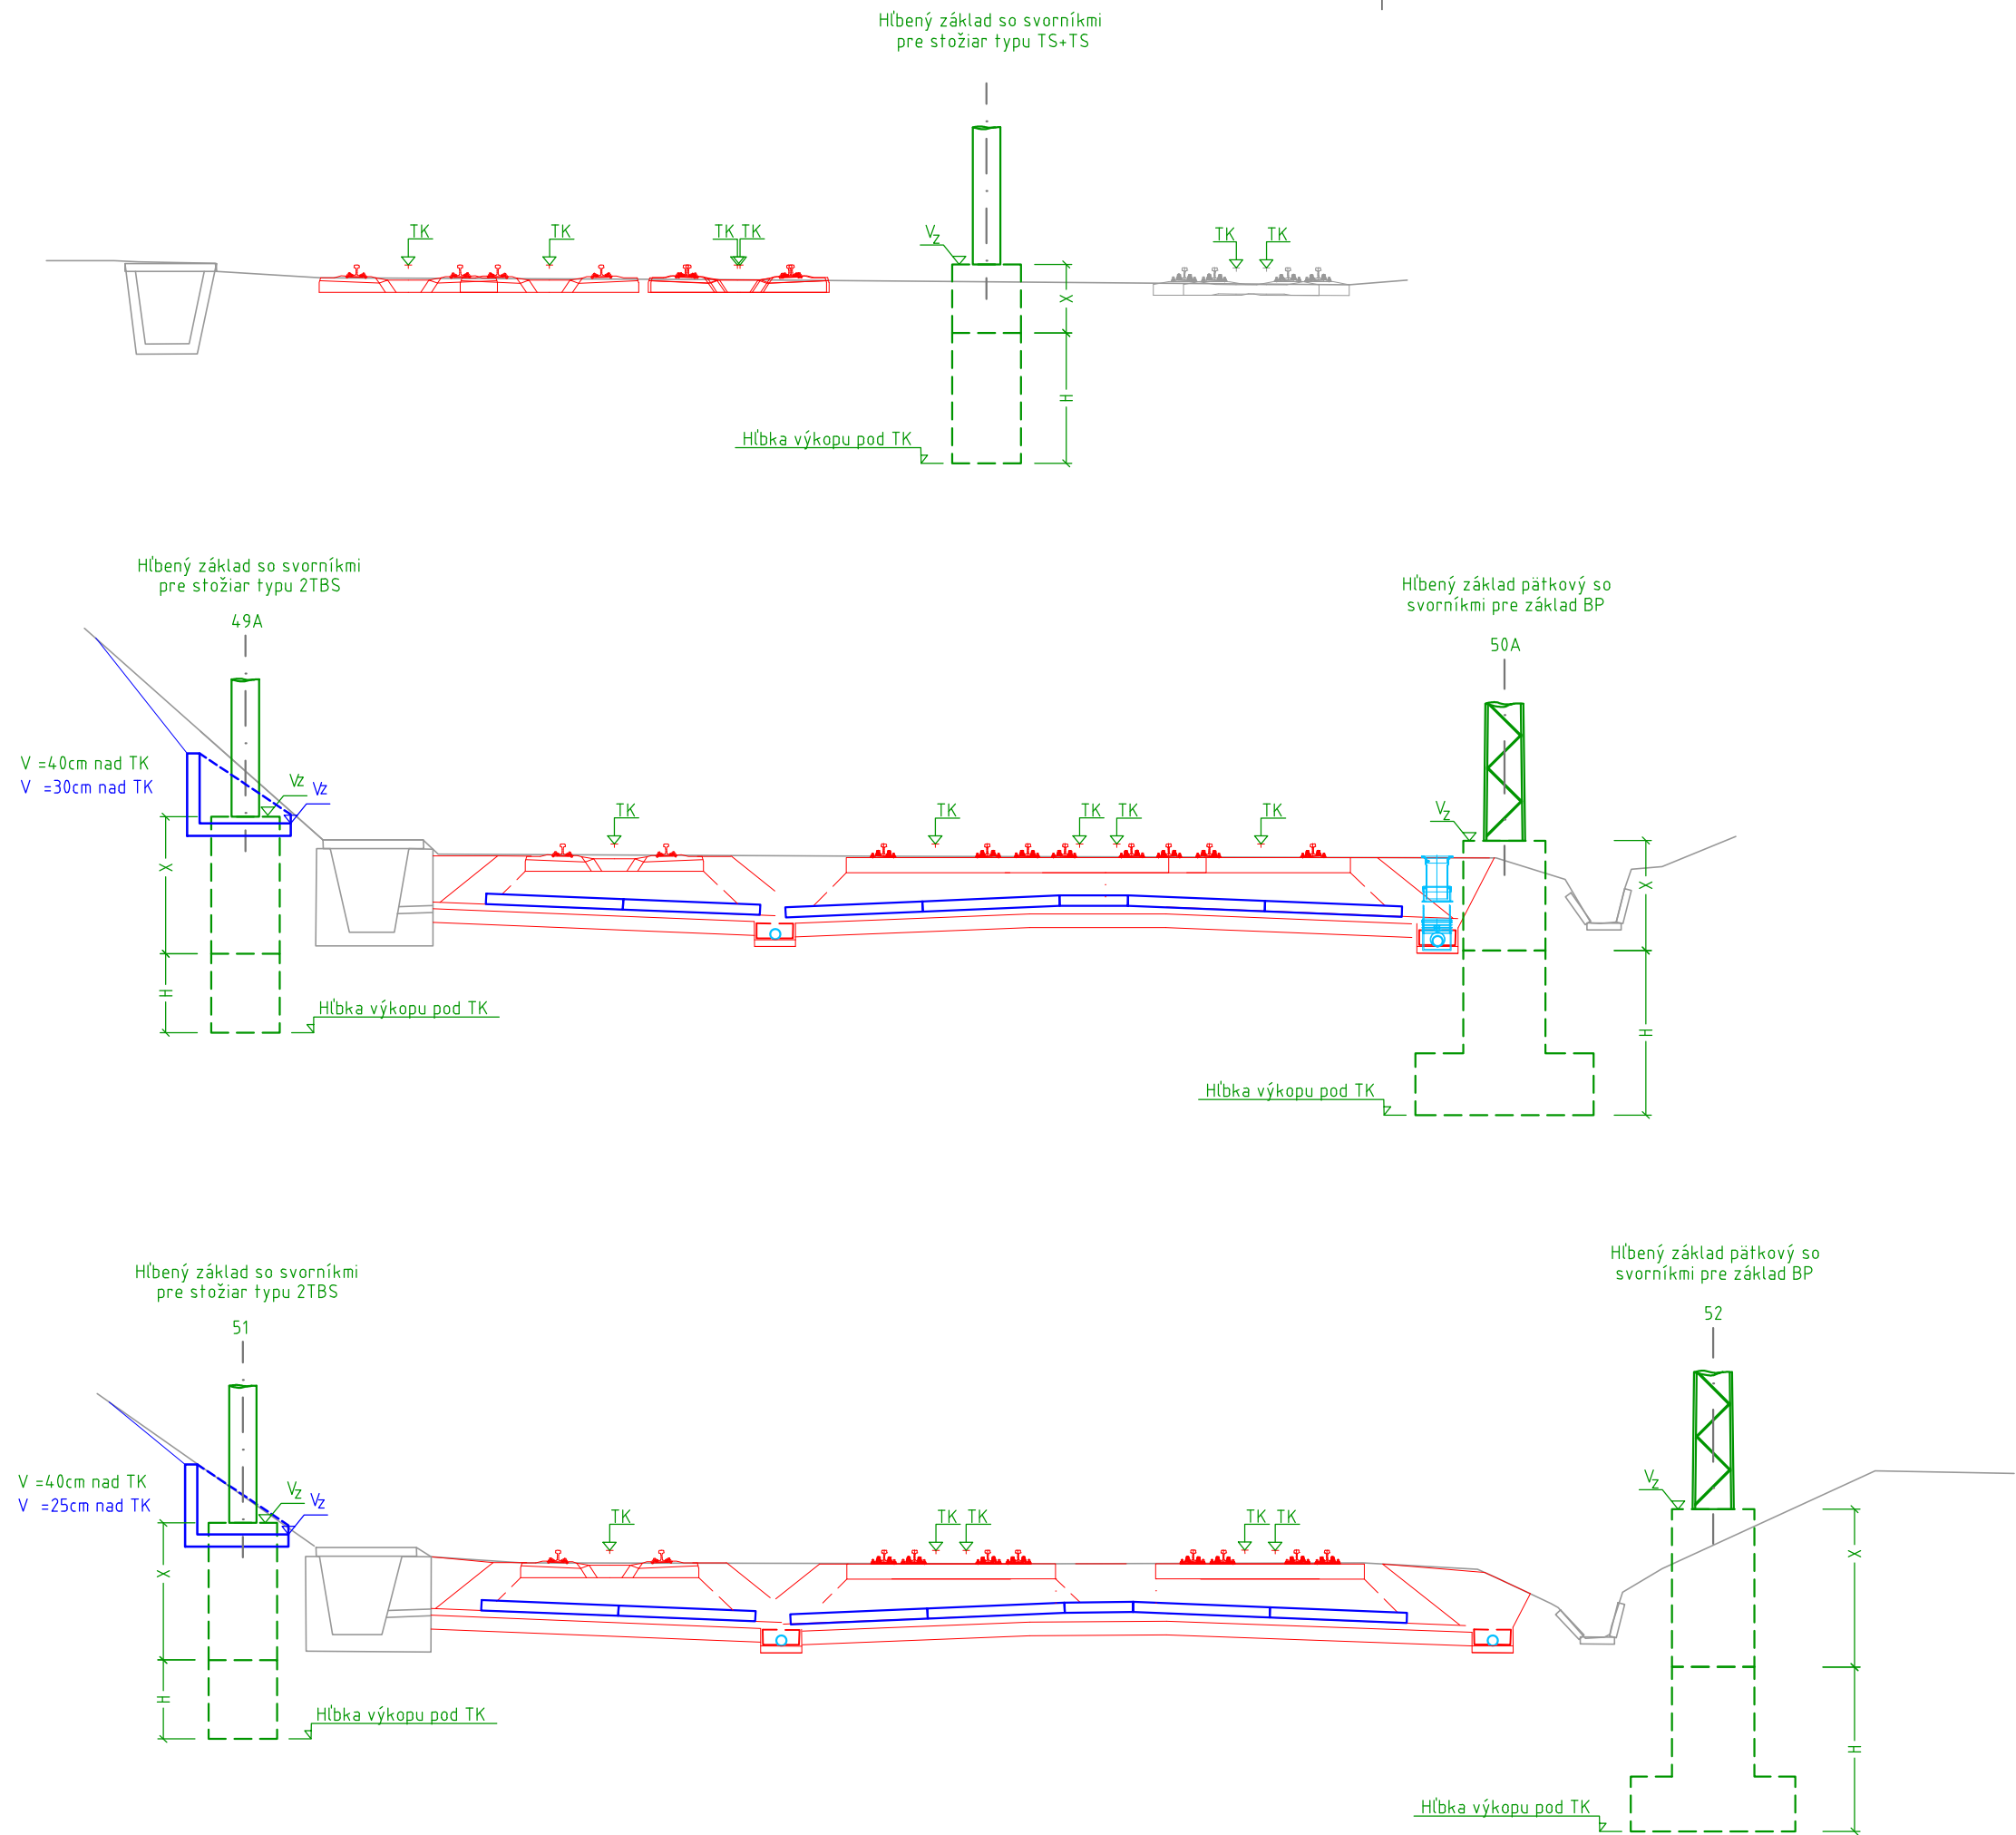 Hĺbený základ so svorníkmi
pre stožiar typu TS+TS
TK
TK
TK TK
Vz
TK
TK
X
H
Hĺbka výkopu pod TK
Hĺbený základ so svorníkmi
pre stožiar typu 2TBS
49A
Hĺbený základ pätkový so
svorníkmi pre základ BP
50A
V =40cm nad TK
V =30cm nad TK
Vz
Vz
TK
TK
TK
TK
TK
Vz
X
H
X
H
Hĺbka výkopu pod TK
Hĺbka výkopu pod TK
Hĺbený základ so svorníkmi
pre stožiar typu 2TBS
51
Hĺbený základ pätkový so
svorníkmi pre základ BP
52
V =40cm nad TK
V =25cm nad TK
Vz
Vz
TK
TK
TK
TK
TK
Vz
X
H
X
H
Hĺbka výkopu pod TK
Hĺbka výkopu pod TK